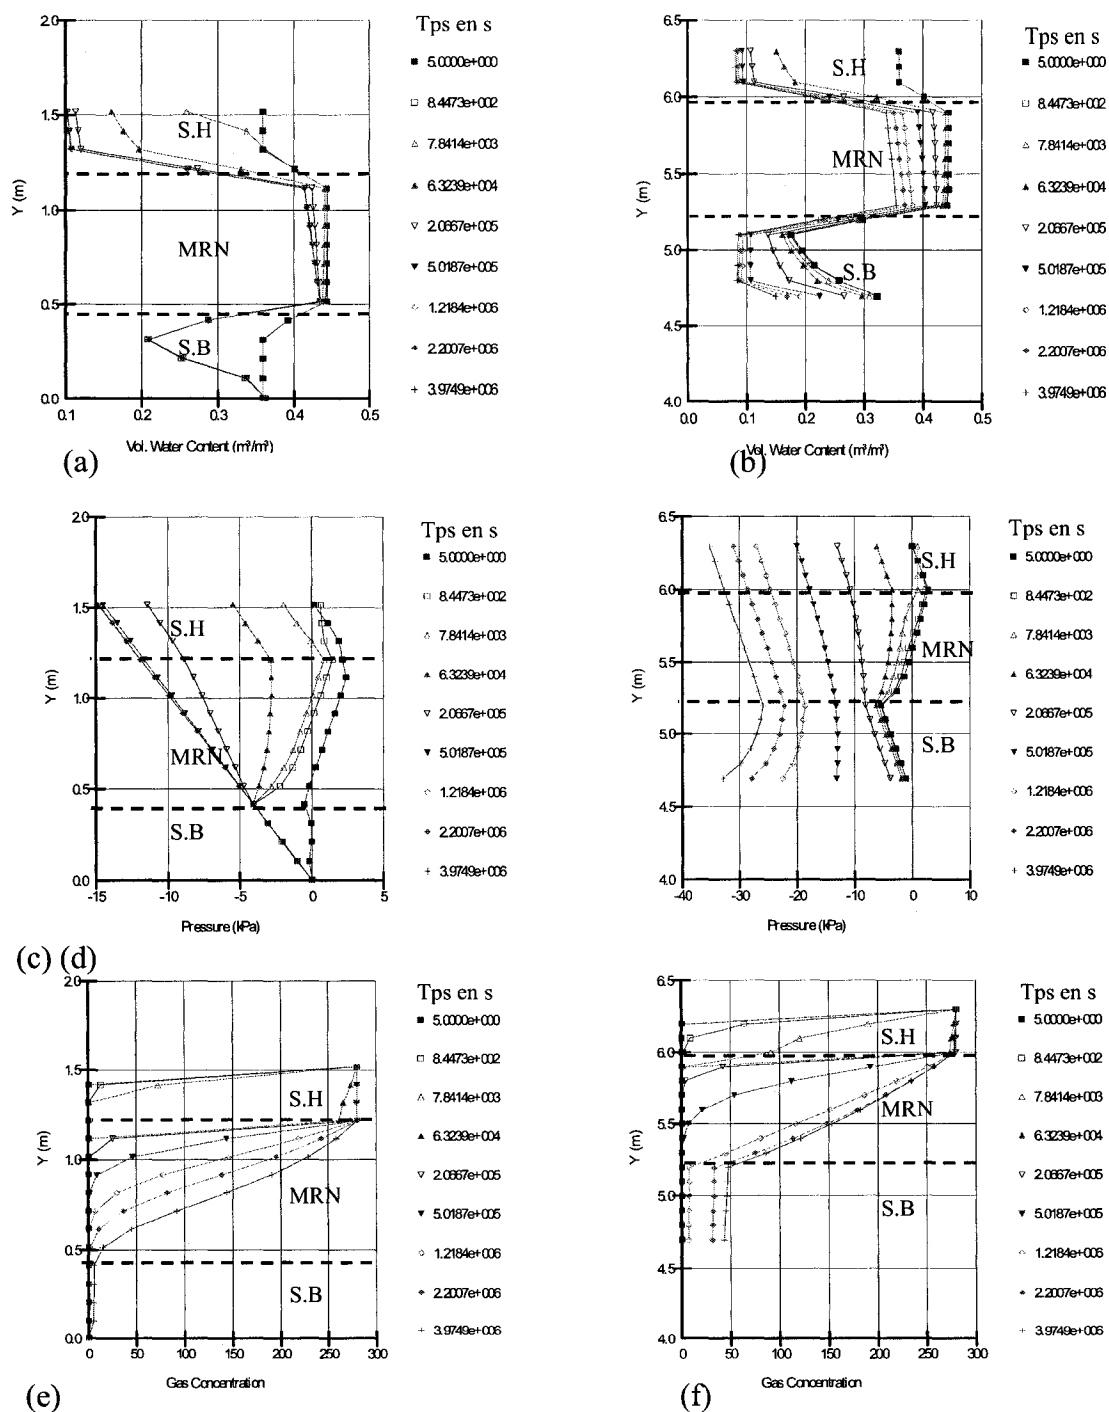 Tps en s
2.0
1.5
1.0
0.5
0.0
Y (m)
0.1 0.2 0.3 0.4 0.5
Vol. Water Content (m³/m³)
S.H
MRN
S.B
5.0000e+000
8.4473e+002
7.8414e+003
6.3239e+004
2.0867e+005
5.0187e+005
1.2184e+006
2.2007e+006
3.9749e+006
(a)
Tps en s
6.5
6.0
5.5
5.0
4.5
4.0
Y (m)
0.0 0.1 0.2 0.3 0.4 0.5
Vol. Water Content (m³/m³)
S.H
MRN
S.B
5.0000e+000
8.4473e+002
7.8414e+003
6.3239e+004
2.0867e+005
5.0187e+005
1.2184e+006
2.2007e+006
3.9749e+006
(b)
Tps en s
2.0
1.5
1.0
0.5
0.0
Y (m)
-15 -10 -5 0 5
Pressure (kPa)
S.H
MRN
S.B
5.0000e+000
8.4473e+002
7.8414e+003
6.3239e+004
2.0867e+005
5.0187e+005
1.2184e+006
2.2007e+006
3.9749e+006
Tps en s
6.5
6.0
5.5
5.0
4.5
4.0
Y (m)
-40 -30 -20 -10 0 10
Pressure (kPa)
S.H
MRN
S.B
5.0000e+000
8.4473e+002
7.8414e+003
6.3239e+004
2.0867e+005
5.0187e+005
1.2184e+006
2.2007e+006
3.9749e+006
(c) (d)
Tps en s
2.0
1.5
1.0
0.5
0.0
Y (m)
0 50 100 150 200 250 300
Gas Concentration
S.H
MRN
S.B
5.0000e+000
8.4473e+002
7.8414e+003
6.3239e+004
2.0867e+005
5.0187e+005
1.2184e+006
2.2007e+006
3.9749e+006
(e)
Tps en s
6.5
6.0
5.5
5.0
4.5
4.0
Y (m)
0 50 100 150 200 250 300
Gas Concentration
S.H
MRN
S.B
5.0000e+000
8.4473e+002
7.8414e+003
6.3239e+004
2.0867e+005
5.0187e+005
1.2184e+006
2.2007e+006
3.9749e+006
(f)